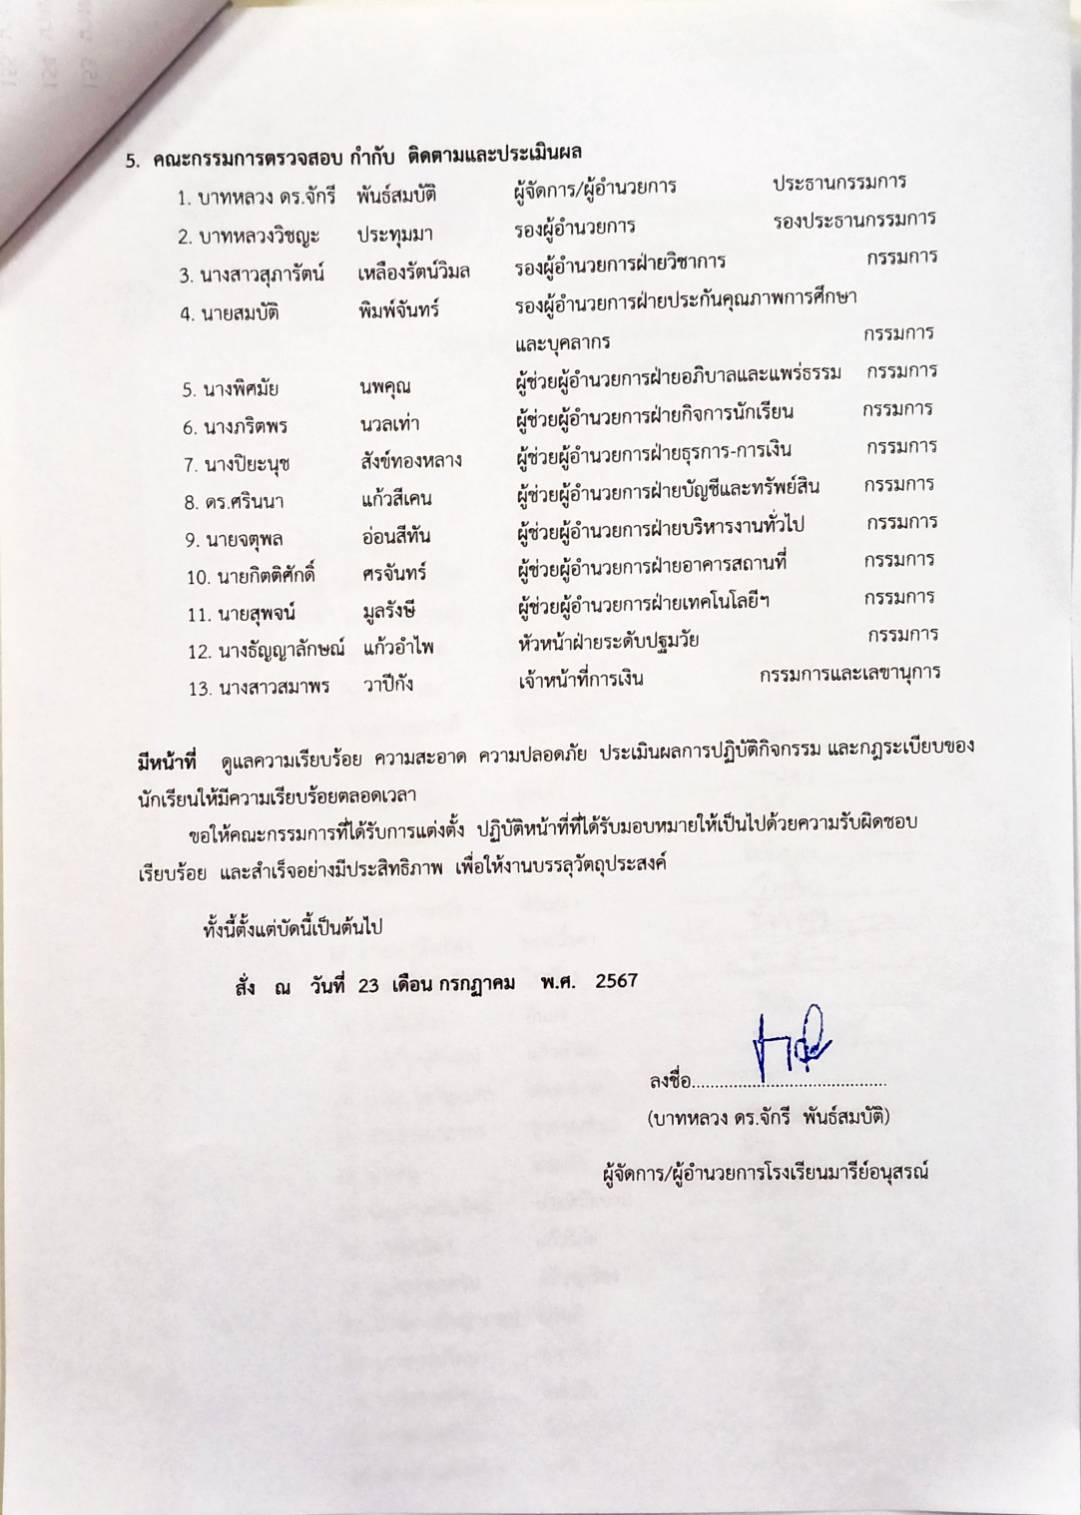 5. คณะกรรมการตรวจสอบ กำกับ ติดตามและประเมินผล
1. บาทหลวง ดร.จักรี พันธ์สมบัติ ผู้จัดการ/ผู้อำนวยการ ประธานกรรมการ
2. บาทหลวงวิชญะ ประทุมมา รองผู้อำนวยการ รองประธานกรรมการ
3. นางสาวสุภารัตน์ เหลืองรัตน์วิมล รองผู้อำนวยการฝ่ายวิชาการ กรรมการ
4. นายสมบัติ พิมพ์จันทร์ รองผู้อำนวยการฝ่ายประกันคุณภาพการศึกษา
และบุคลากร กรรมการ
5. นางพิศมัย นพคุณ ผู้ช่วยผู้อำนวยการฝ่ายอภิบาลและแพร่ธรรม กรรมการ
6. นางภริตพร นวลเท่า ผู้ช่วยผู้อำนวยการฝ่ายกิจการนักเรียน กรรมการ
7. นางปิยะนุช สังข์ทองหลาง ผู้ช่วยผู้อำนวยการฝ่ายธุรการ-การเงิน กรรมการ
8. ดร.ศรินนา แก้วสีเคน ผู้ช่วยผู้อำนวยการฝ่ายบัญชีและทรัพย์สิน กรรมการ
9. นายจตุพล อ่อนสีทัน ผู้ช่วยผู้อำนวยการฝ่ายบริหารงานทั่วไป กรรมการ
10. นายกิตติศักดิ์ ศรจันทร์ ผู้ช่วยผู้อำนวยการฝ่ายอาคารสถานที่ กรรมการ
11. นายสุพจน์ มูลรังษี ผู้ช่วยผู้อำนวยการฝ่ายเทคโนโลยีฯ กรรมการ
12. นางธัญญาลักษณ์ แก้วอำไพ หัวหน้าฝ่ายระดับปฐมวัย กรรมการ
13. นางสาวสมาพร วาปีกัง เจ้าหน้าที่การเงิน กรรมการและเลขานุการ
มีหน้าที่ ดูแลความเรียบร้อย ความสะอาด ความปลอดภัย ประเมินผลการปฏิบัติกิจกรรม และกฎระเบียบของ
นักเรียนให้มีความเรียบร้อยตลอดเวลา
ขอให้คณะกรรมการที่ได้รับการแต่งตั้ง ปฏิบัติหน้าที่ที่ได้รับมอบหมายให้เป็นไปด้วยความรับผิดชอบ
เรียบร้อย และสำเร็จอย่างมีประสิทธิภาพ เพื่อให้งานบรรลุวัตถุประสงค์
ทั้งนี้ตั้งแต่บัดนี้เป็นต้นไป
สั่ง ณ วันที่ 23 เดือน กรกฏาคม พ.ศ. 2567
ลงชื่อ.........................................
(บาทหลวง ดร.จักรี พันธ์สมบัติ)
ผู้จัดการ/ผู้อำนวยการโรงเรียนมารีย์อนุสรณ์